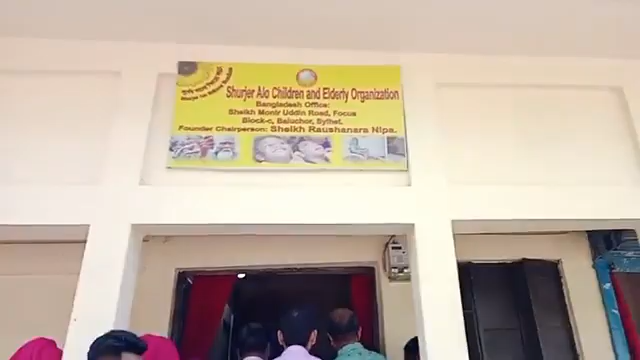 Shurjer Alo Children and Elderly Organization
Bangladesh Office:
Sheikh Monir Uddin Road, Focus
Block-c, Baluchor, Sylhet.
Founder Chairperson: Sheikh Raushanara Nipa.